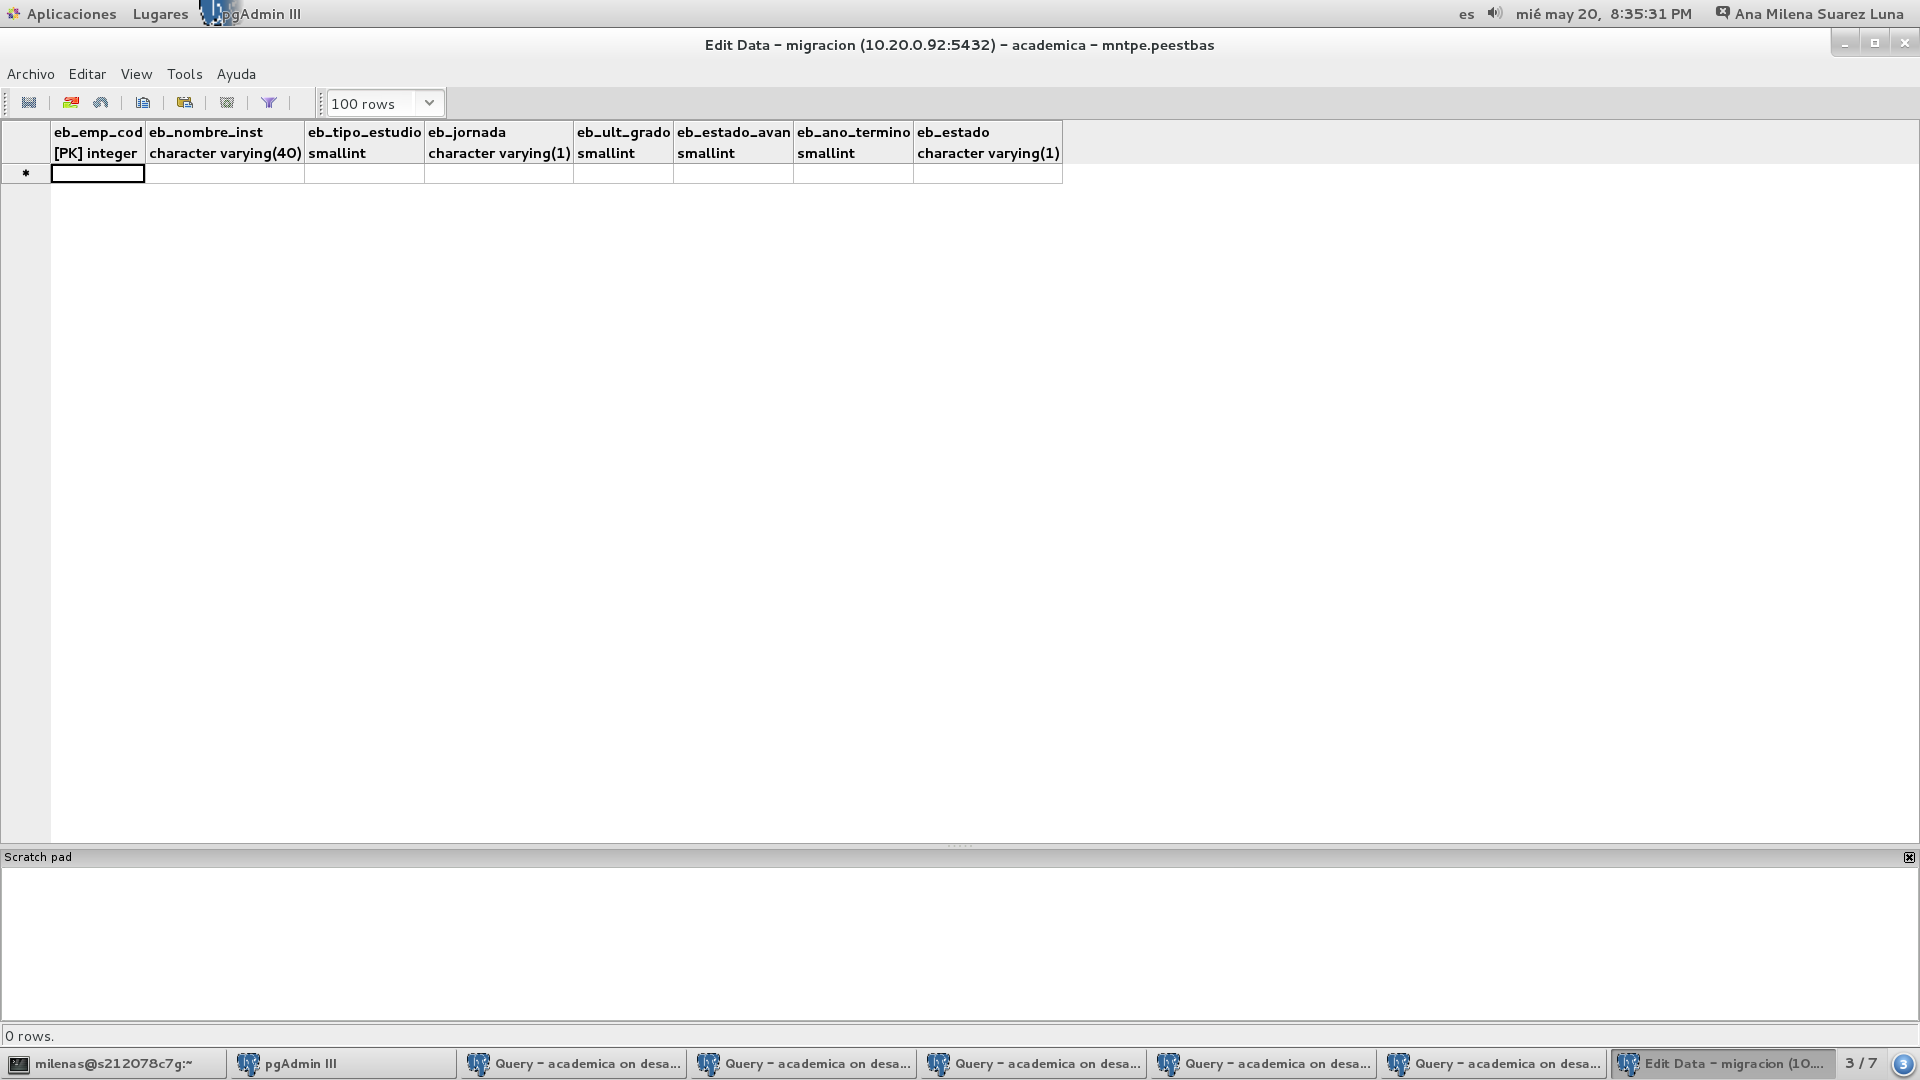 Aplicaciones Lugares pgAdmin III es mié may 20, 8:35:31 PM Ana Milena Suarez Luna
Edit Data - migracion (10.20.0.92:5432) - academica - mntpe.peestbas
Archivo Editar View Tools Ayuda
100 rows
eb_emp_cod eb_nombre_inst eb_tipo_estudio eb_jornada eb_ult_grado eb_estado_avan eb_ano_termino eb_estado
[PK] integer character varying(40) smallint character varying(1) smallint smallint smallint character varying(1)
*
Scratch pad
0 rows.
milenas@s212078c7g:~ pgAdmin III Query - academica on desa... Query - academica on desa... Query - academica on desa... Query - academica on desa... Query - academica on desa... Edit Data - migracion (10.... 3 / 7 3